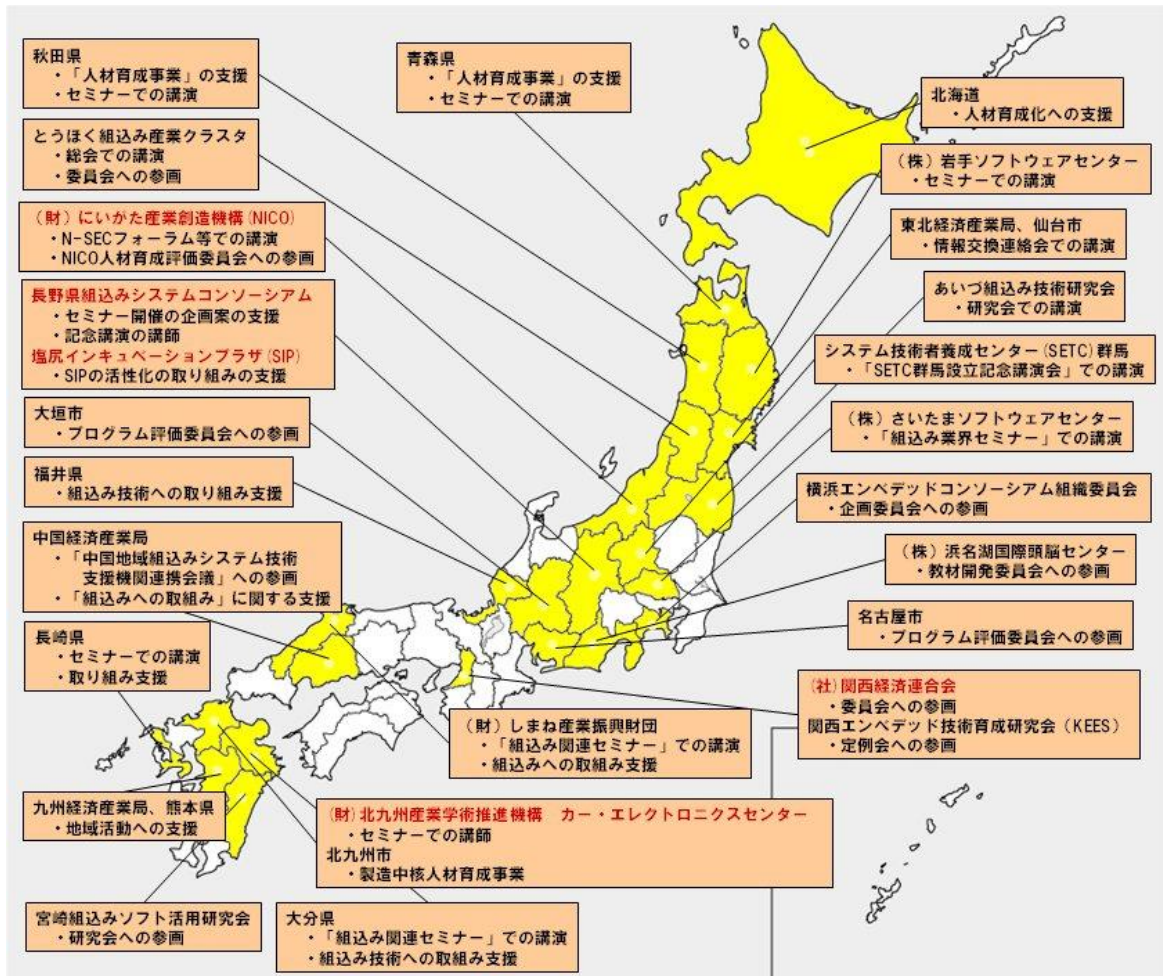 秋田県
・「人材育成事業」の支援
・セミナーでの講演
青森県
・「人材育成事業」の支援
・セミナーでの講演
北海道
・人材育成化への支援
とうほく組込み産業クラスタ
・総会での講演
・委員会への参画
（株）岩手ソフトウェアセンター
・セミナーでの講演
（財）にいがた産業創造機構(NICO)
・N-SECフォーラム等での講演
・NICO人材育成評価委員会への参画
東北経済産業局、仙台市
・情報交換連絡会での講演
あいづ組込み技術研究会
・研究会での講演
長野県組込みシステムコンソーシアム
・セミナー開催の企画案の支援
・記念講演の講師
塩尻インキュベーションプラザ(SIP)
・SIPの活性化の取り組みの支援
システム技術者養成センター(SETC)群馬
・「SETC群馬設立記念講演会」での講演
大垣市
・プログラム評価委員会への参画
（株）さいたまソフトウェアセンター
・「組込み業界セミナー」での講演
福井県
・組込み技術への取り組み支援
横浜エンベデッドコンソーシアム組織委員会
・企画委員会への参画
中国経済産業局
・「中国地域組込みシステム技術
支援機関連携会議」への参画
・「組込みへの取組み」に関する支援
（株）浜名湖国際頭脳センター
・教材開発委員会への参画
名古屋市
・プログラム評価委員会への参画
長崎県
・セミナーでの講演
・取り組み支援
(社)関西経済連合会
・委員会への参画
関西エンベデッド技術育成研究会（KEES）
・定例会への参画
（財）しまね産業振興財団
・「組込み関連セミナー」での講演
・組込みへの取組み支援
九州経済産業局、熊本県
・地域活動への支援
(財)北九州産業学術推進機構　カー・エレクトロニクスセンター
・セミナーでの講師
北九州市
・製造中核人材育成事業
宮崎組込みソフト活用研究会
・研究会への参画
大分県
・「組込み関連セミナー」での講演
・組込み技術への取組み支援